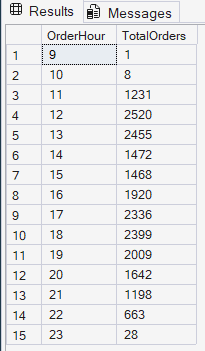 Results Messages
OrderHour TotalOrders
1 9 1
2 10 8
3 11 1231
4 12 2520
5 13 2455
6 14 1472
7 15 1468
8 16 1920
9 17 2336
10 18 2399
11 19 2009
12 20 1642
13 21 1198
14 22 663
15 23 28